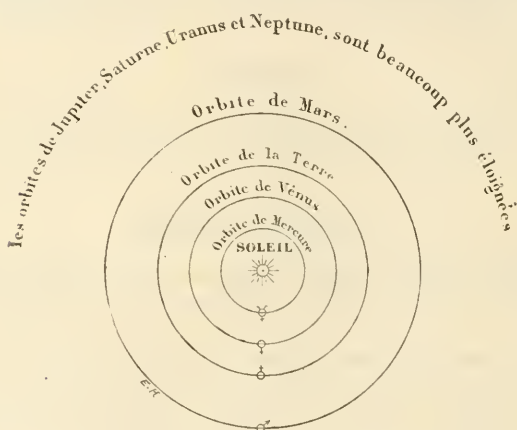 les orbites de Jupiter, Saturne, Uranus et Neptune, sont beaucoup plus éloignées
Orbite de Mars.
Orbite de la Terre
Orbite de Vénus
Orbite de Mercure
SOLEIL
E.H